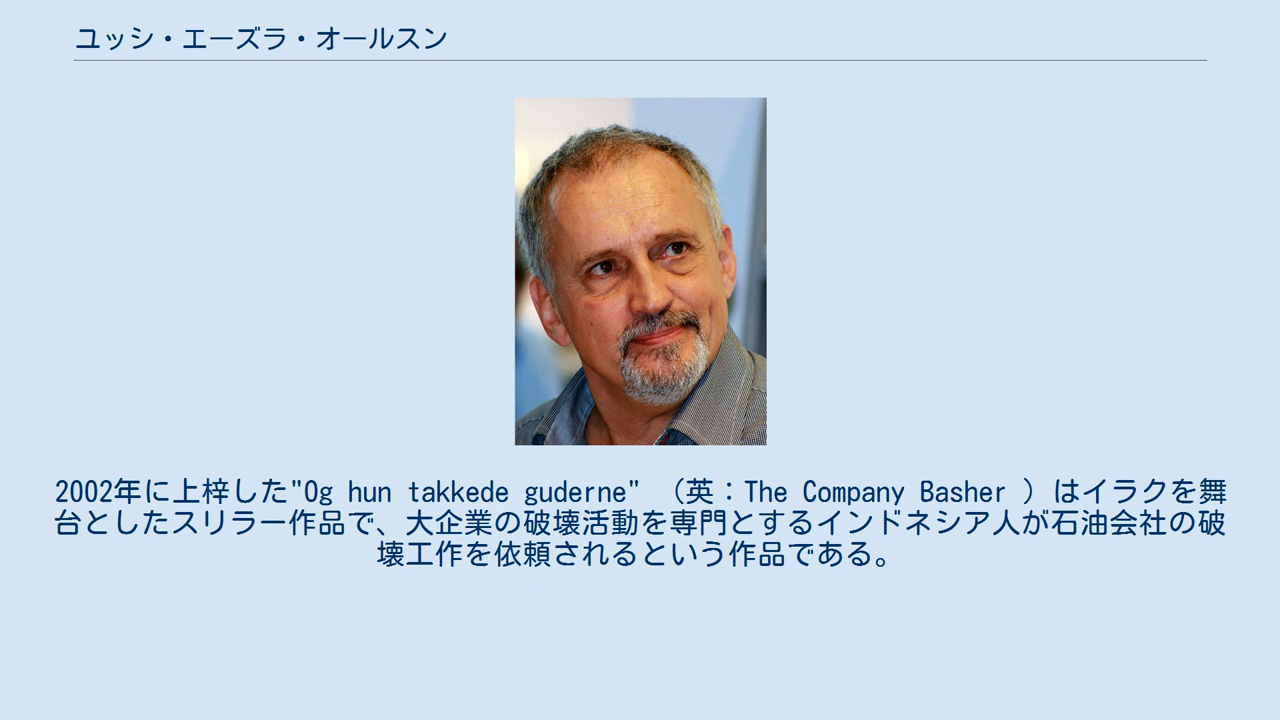 ユッシ・エーズラ・オールスン
2002年に上梓した"Og hun takkede guderne" （英：The Company Basher ）はイラクを舞
台としたスリラー作品で、大企業の破壊活動を専門とするインドネシア人が石油会社の破
壊工作を依頼されるという作品である。